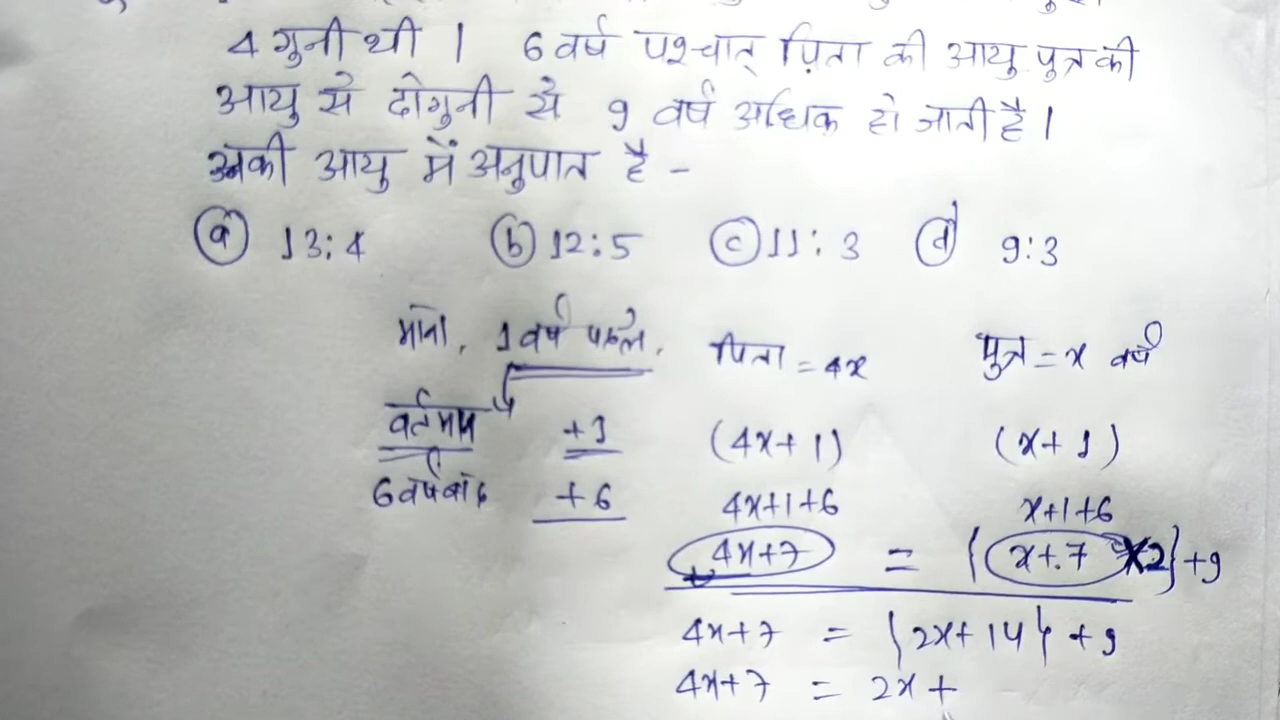 4 गुनी थी । 6 वर्ष पश्चात् पिता की आयु पुत्र की
आयु से दोगुनी से 9 वर्ष अधिक हो जाती है ।
उनकी आयु में अनुपात है -
(a) 13:4 (b) 12:5 (c) 11:3 (d) 9:3
माना, 1 वर्ष पहले, पिता = 4x पुत्र = x वर्ष
वर्तमान +1 (4x+1) (x+1)
6 वर्ष बाद +6 4x+1+6 x+1+6
4x+7 = {x+7 ×2}+9
4x+7 = {2x+14}+9
4x+7 = 2x+